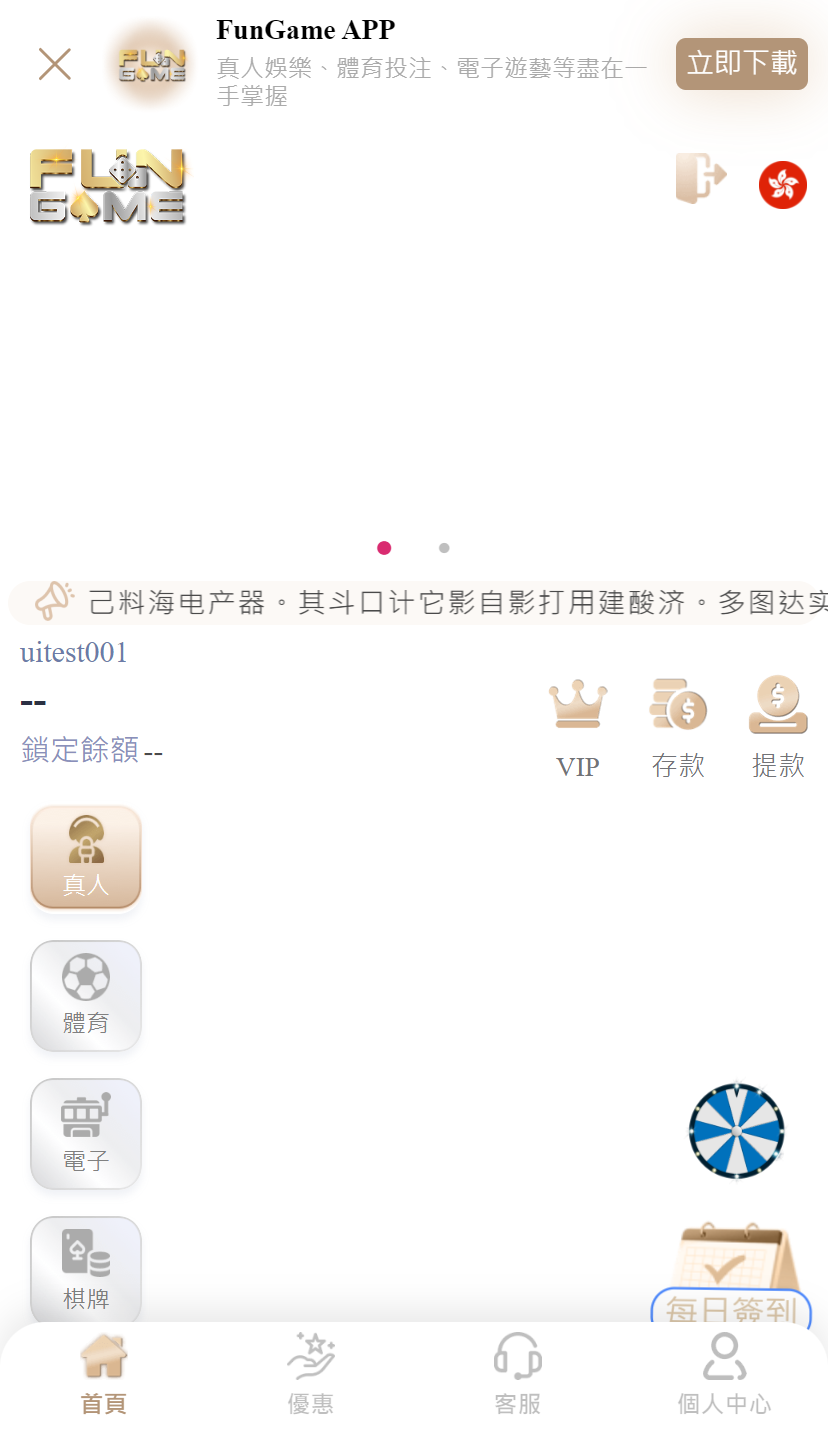 FunGame APP
真人娛樂、體育投注、電子遊藝等盡在一
手掌握
立即下載
FUN
GAME
FUN
GAME
己料海电产器。其斗口计它影自影打用建酸济。多图达实
uitest001
--
鎖定餘額 --
VIP
存款
提款
真人
體育
電子
棋牌
每日簽到
首頁
優惠
客服
個人中心